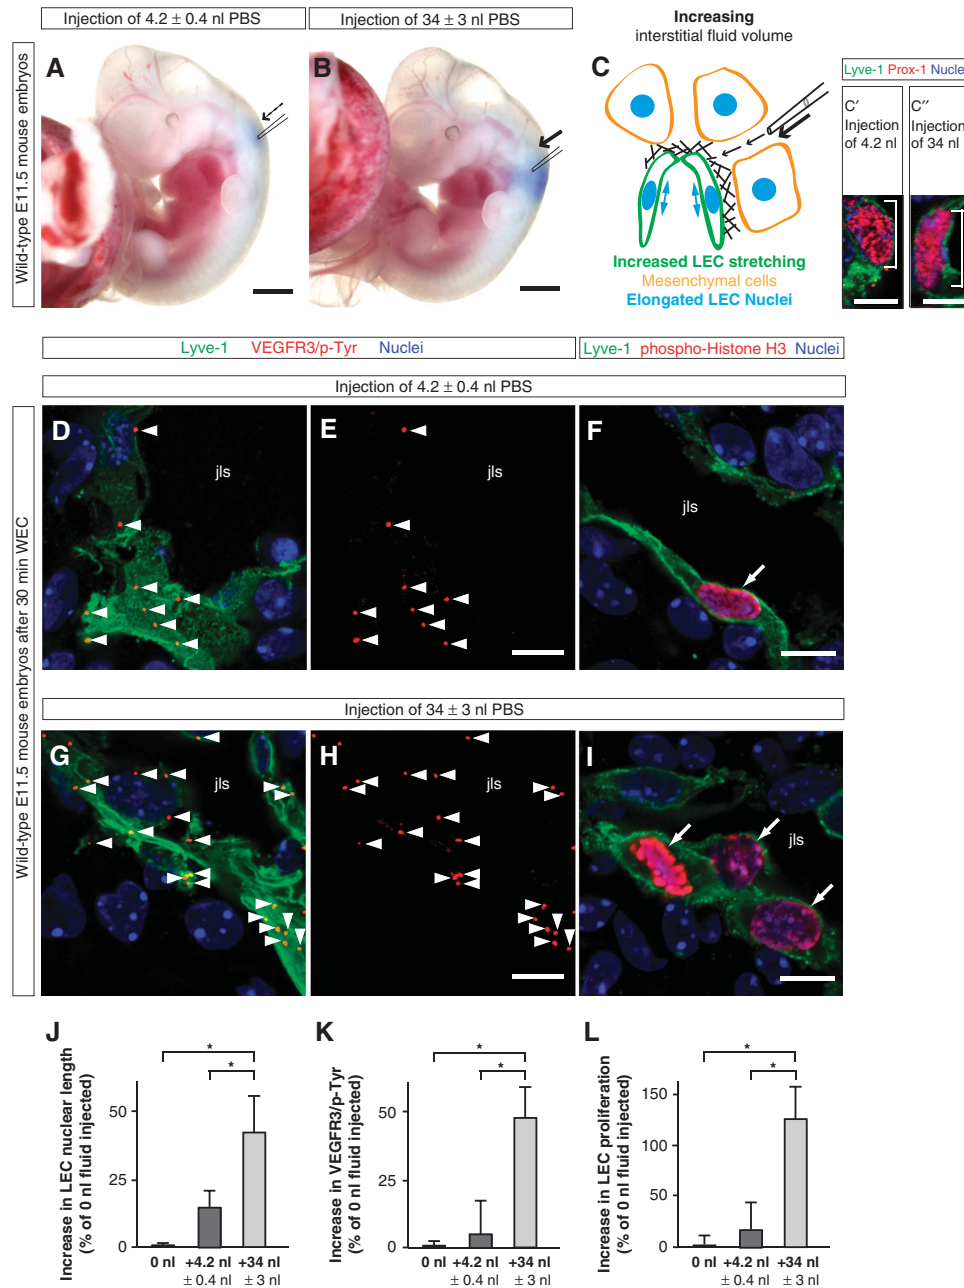 Injection of 4.2 ± 0.4 nl PBS
Injection of 34 ± 3 nl PBS
Wild-type E11.5 mouse embryos
A
B
Increasing
interstitial fluid volume
C
Increased LEC stretching
Mesenchymal cells
Elongated LEC Nuclei
Lyve-1 Prox-1 Nuclei
C′
Injection
of 4.2 nl
C″
Injection
of 34 nl
Lyve-1 VEGFR3/p-Tyr Nuclei
Lyve-1 phospho-Histone H3 Nuclei
Wild-type E11.5 mouse embryos after 30 min WEC
Injection of 4.2 ± 0.4 nl PBS
D
jls
E
jls
F
jls
Injection of 34 ± 3 nl PBS
G
jls
H
jls
I
jls
J
Increase in LEC nuclear length
(% of 0 nl fluid injected)
50
25
0
*
*
0 nl +4.2 nl +34 nl
± 0.4 nl ± 3 nl
K
Increase in VEGFR3/p-Tyr
(% of 0 nl fluid injected)
50
25
0
*
*
0 nl +4.2 nl +34 nl
± 0.4 nl ± 3 nl
L
Increase in LEC proliferation
(% of 0 nl fluid injected)
150
100
50
0
*
*
0 nl +4.2 nl +34 nl
± 0.4 nl ± 3 nl